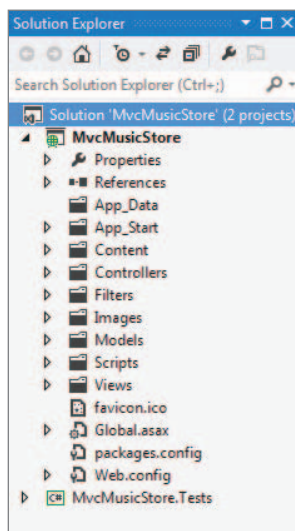 Solution Explorer
Search Solution Explorer (Ctrl+;)
Solution 'MvcMusicStore' (2 projects)
MvcMusicStore
Properties
References
App_Data
App_Start
Content
Controllers
Filters
Images
Models
Scripts
Views
favicon.ico
Global.asax
packages.config
Web.config
C# MvcMusicStore.Tests